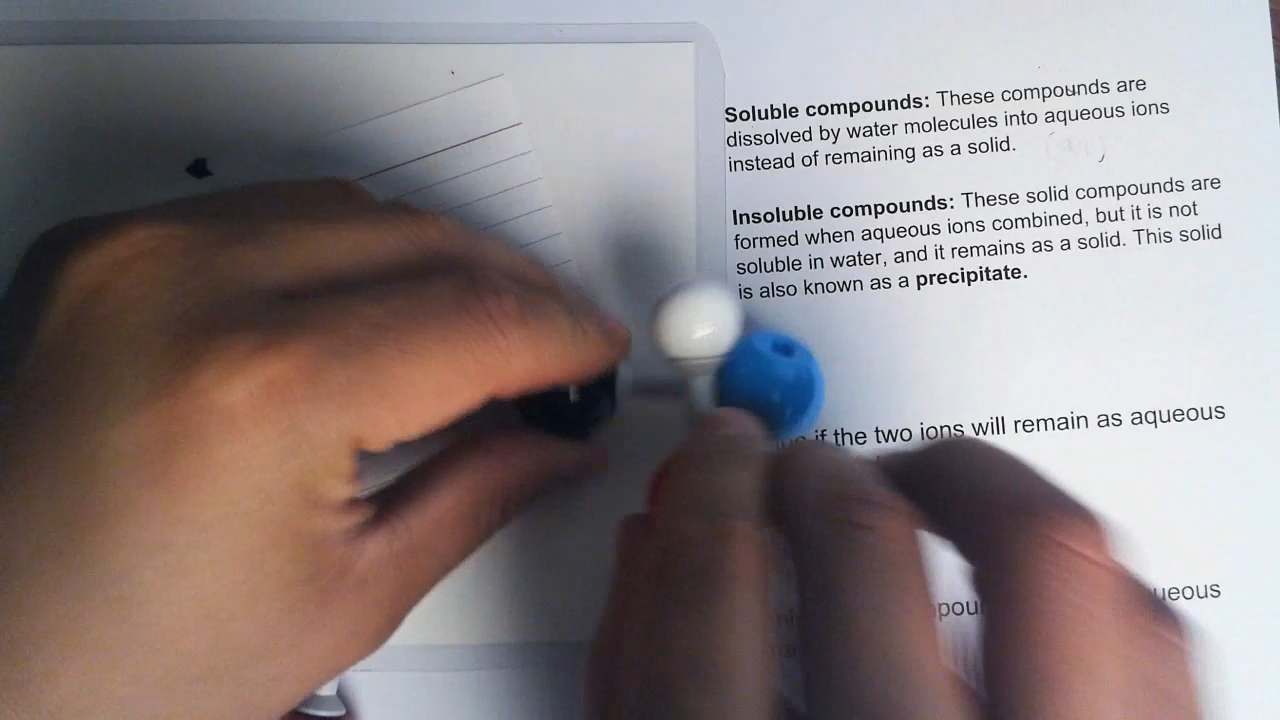 Soluble compounds: These compounds are
dissolved by water molecules into aqueous ions
instead of remaining as a solid.
Insoluble compounds: These solid compounds are
formed when aqueous ions combined, but it is not
soluble in water, and it remains as a solid. This solid
is also known as a precipitate.
if the two ions will remain as aqueous